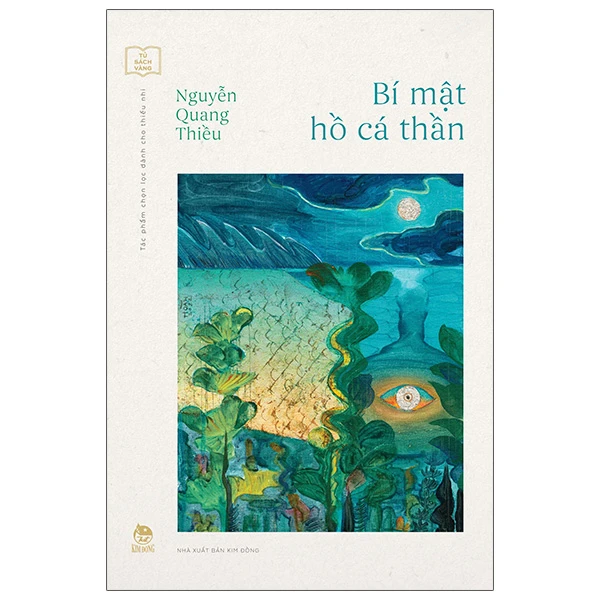 TỦ
SÁCH
VÀNG
Tác phẩm chọn lọc dành cho thiếu nhi
Nguyễn
Quang
Thiều
Bí mật
hồ cá thần
KIM ĐỒNG
NHÀ XUẤT BẢN KIM ĐỒNG